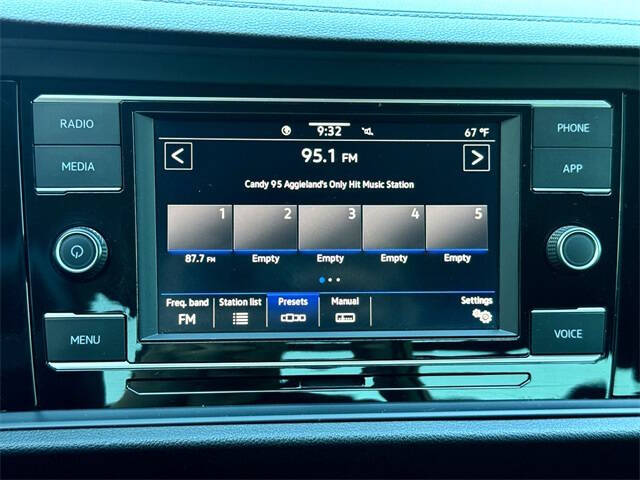 RADIO
MEDIA
MENU
9:32
67 °F
95.1 FM
Candy 95 Aggieland's Only Hit Music Station
1 2 3 4 5
87.7 FM Empty Empty Empty Empty
Freq. band Station list Presets Manual Settings
FM
PHONE
APP
VOICE